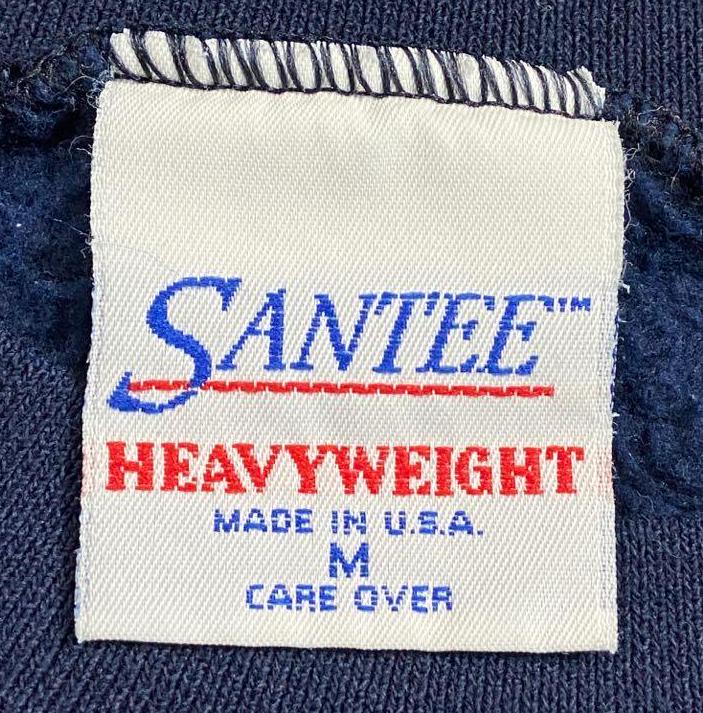 SANTEE™
HEAVYWEIGHT
MADE IN U.S.A.
M
CARE OVER